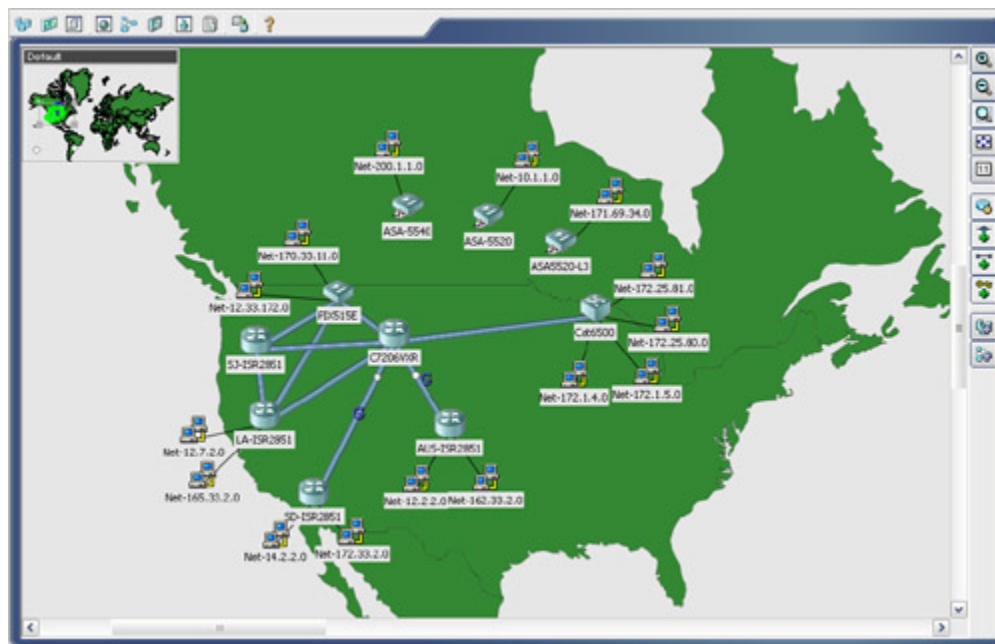 Default
Net-200.1.1.0
Net-10.1.1.0
Net-171.69.34.0
ASA-5540
ASA-5520
Net-170.33.11.0
ASA5520-L3
Net-172.25.81.0
Net-12.33.172.0
PIX515E
Cat6500
Net-172.25.80.0
SJ-ISR2851
C7206VXR
Net-172.1.4.0
Net-172.1.5.0
G
G
LA-ISR2851
AUS-ISR2851
Net-12.7.2.0
Net-165.33.2.0
Net-12.2.2.0
Net-162.33.2.0
SD-ISR2851
Net-14.2.2.0
Net-172.33.2.0